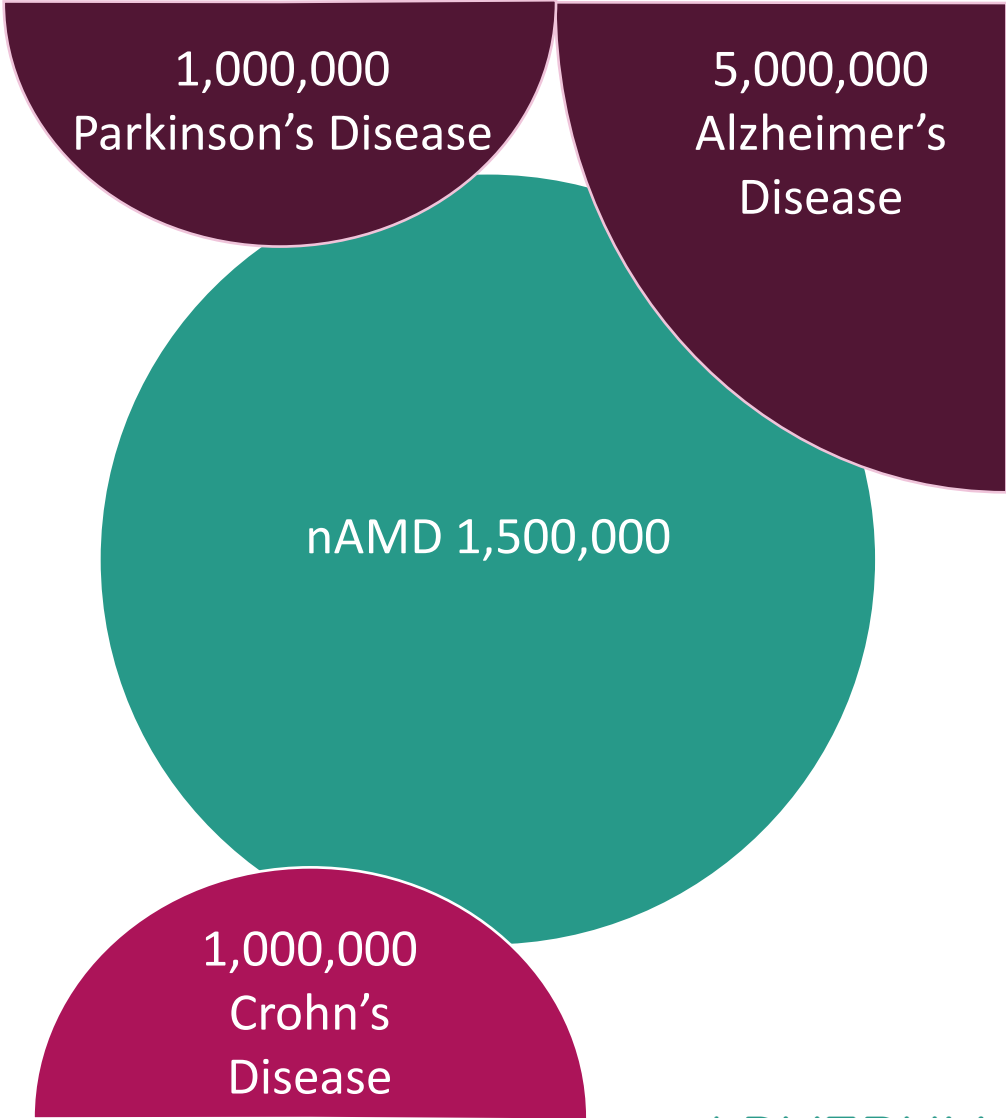 1,000,000
Parkinson’s Disease
5,000,000
Alzheimer’s
Disease
nAMD 1,500,000
1,000,000
Crohn’s
Disease